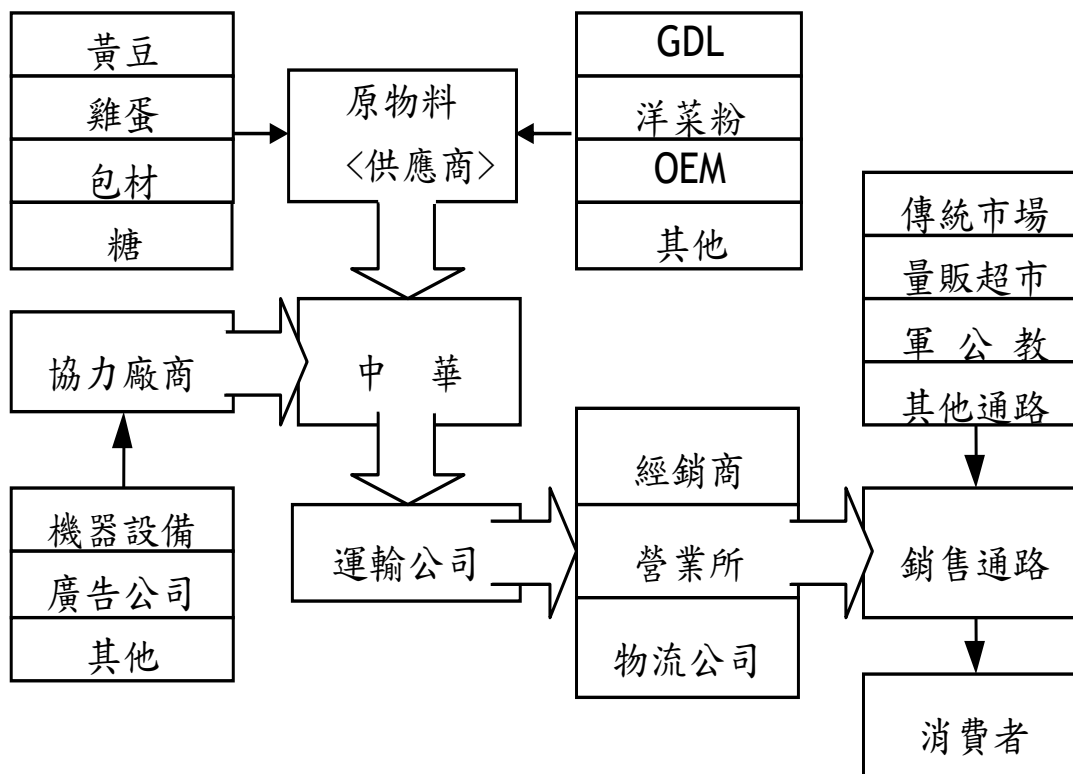 黃豆
雞蛋
包材
糖
原物料
<供應商>
GDL
洋菜粉
OEM
其他
傳統市場
量販超市
軍 公 教
其他通路
協力廠商
中 華
機器設備
廣告公司
其他
運輸公司
經銷商
營業所
物流公司
銷售通路
消費者